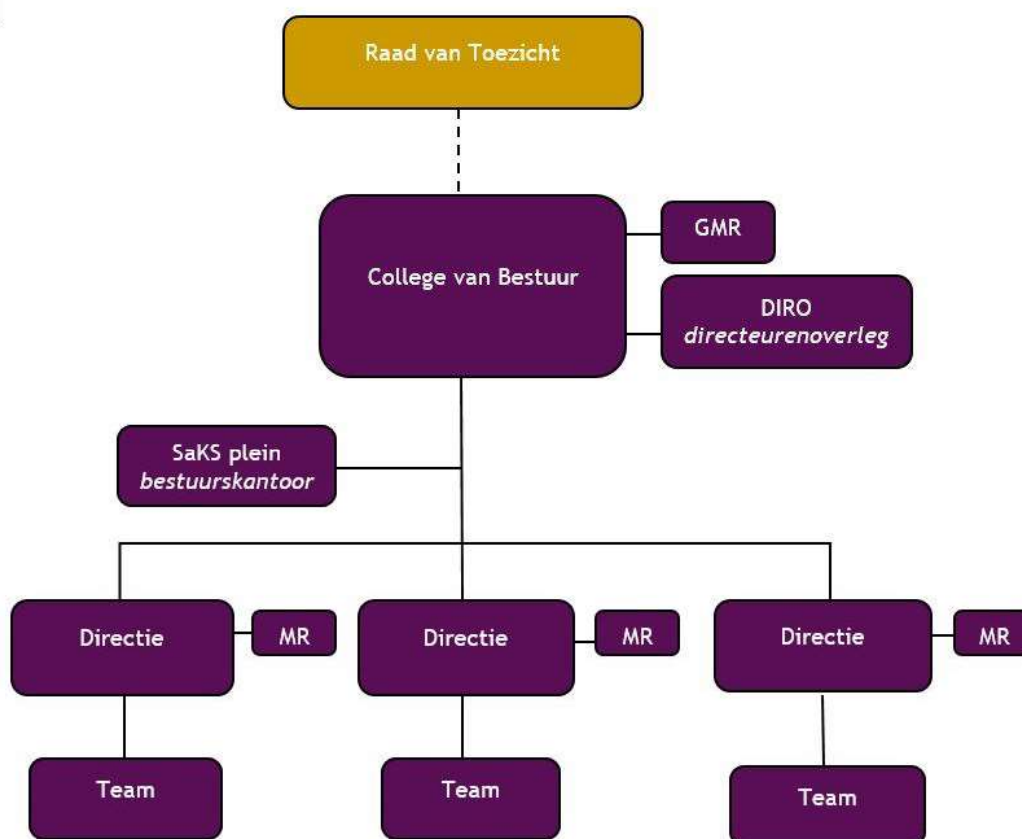 Raad van Toezicht
College van Bestuur
GMR
DIRO
directeurenoverleg
SaKS plein
bestuurskantoor
Directie
MR
Directie
MR
Directie
MR
Team
Team
Team